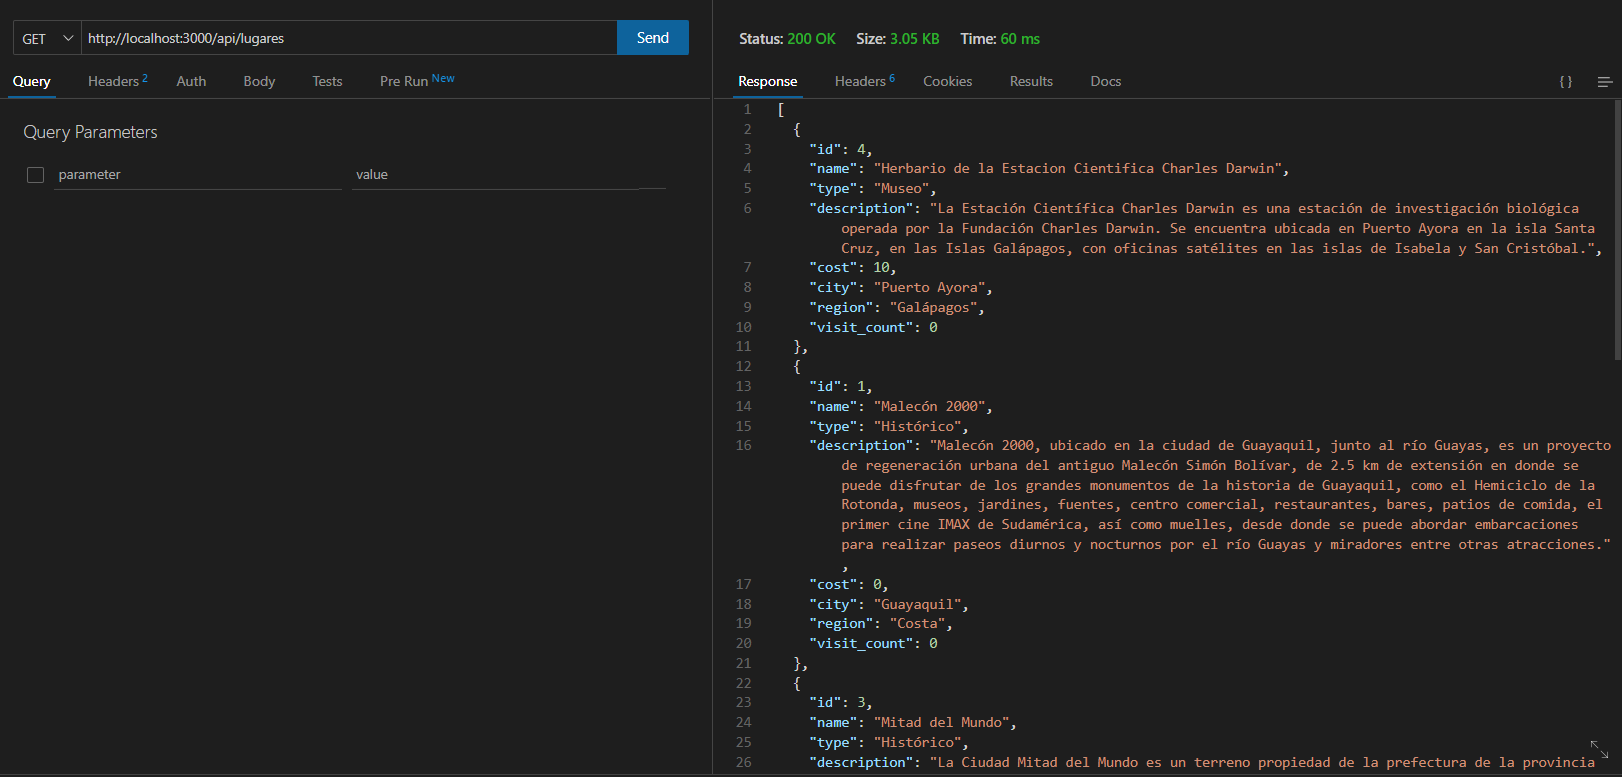 GET http://localhost:3000/api/lugares Send
Query Headers 2 Auth Body Tests Pre Run New
Query Parameters
parameter value
Status: 200 OK Size: 3.05 KB Time: 60 ms
Response Headers 6 Cookies Results Docs { }
1 [
2 {
3 "id": 4,
4 "name": "Herbario de la Estacion Cientifica Charles Darwin",
5 "type": "Museo",
6 "description": "La Estación Científica Charles Darwin es una estación de investigación biológica
operada por la Fundación Charles Darwin. Se encuentra ubicada en Puerto Ayora en la isla Santa
Cruz, en las Islas Galápagos, con oficinas satélites en las islas de Isabela y San Cristóbal.",
7 "cost": 10,
8 "city": "Puerto Ayora",
9 "region": "Galápagos",
10 "visit_count": 0
11 },
12 {
13 "id": 1,
14 "name": "Malecón 2000",
15 "type": "Histórico",
16 "description": "Malecón 2000, ubicado en la ciudad de Guayaquil, junto al río Guayas, es un proyecto
de regeneración urbana del antiguo Malecón Simón Bolívar, de 2.5 km de extensión en donde se
puede disfrutar de los grandes monumentos de la historia de Guayaquil, como el Hemiciclo de la
Rotonda, museos, jardines, fuentes, centro comercial, restaurantes, bares, patios de comida, el
primer cine IMAX de Sudamérica, así como muelles, desde donde se puede abordar embarcaciones
para realizar paseos diurnos y nocturnos por el río Guayas y miradores entre otras atracciones."
,
17 "cost": 0,
18 "city": "Guayaquil",
19 "region": "Costa",
20 "visit_count": 0
21 },
22 {
23 "id": 3,
24 "name": "Mitad del Mundo",
25 "type": "Histórico",
26 "description": "La Ciudad Mitad del Mundo es un terreno propiedad de la prefectura de la provincia